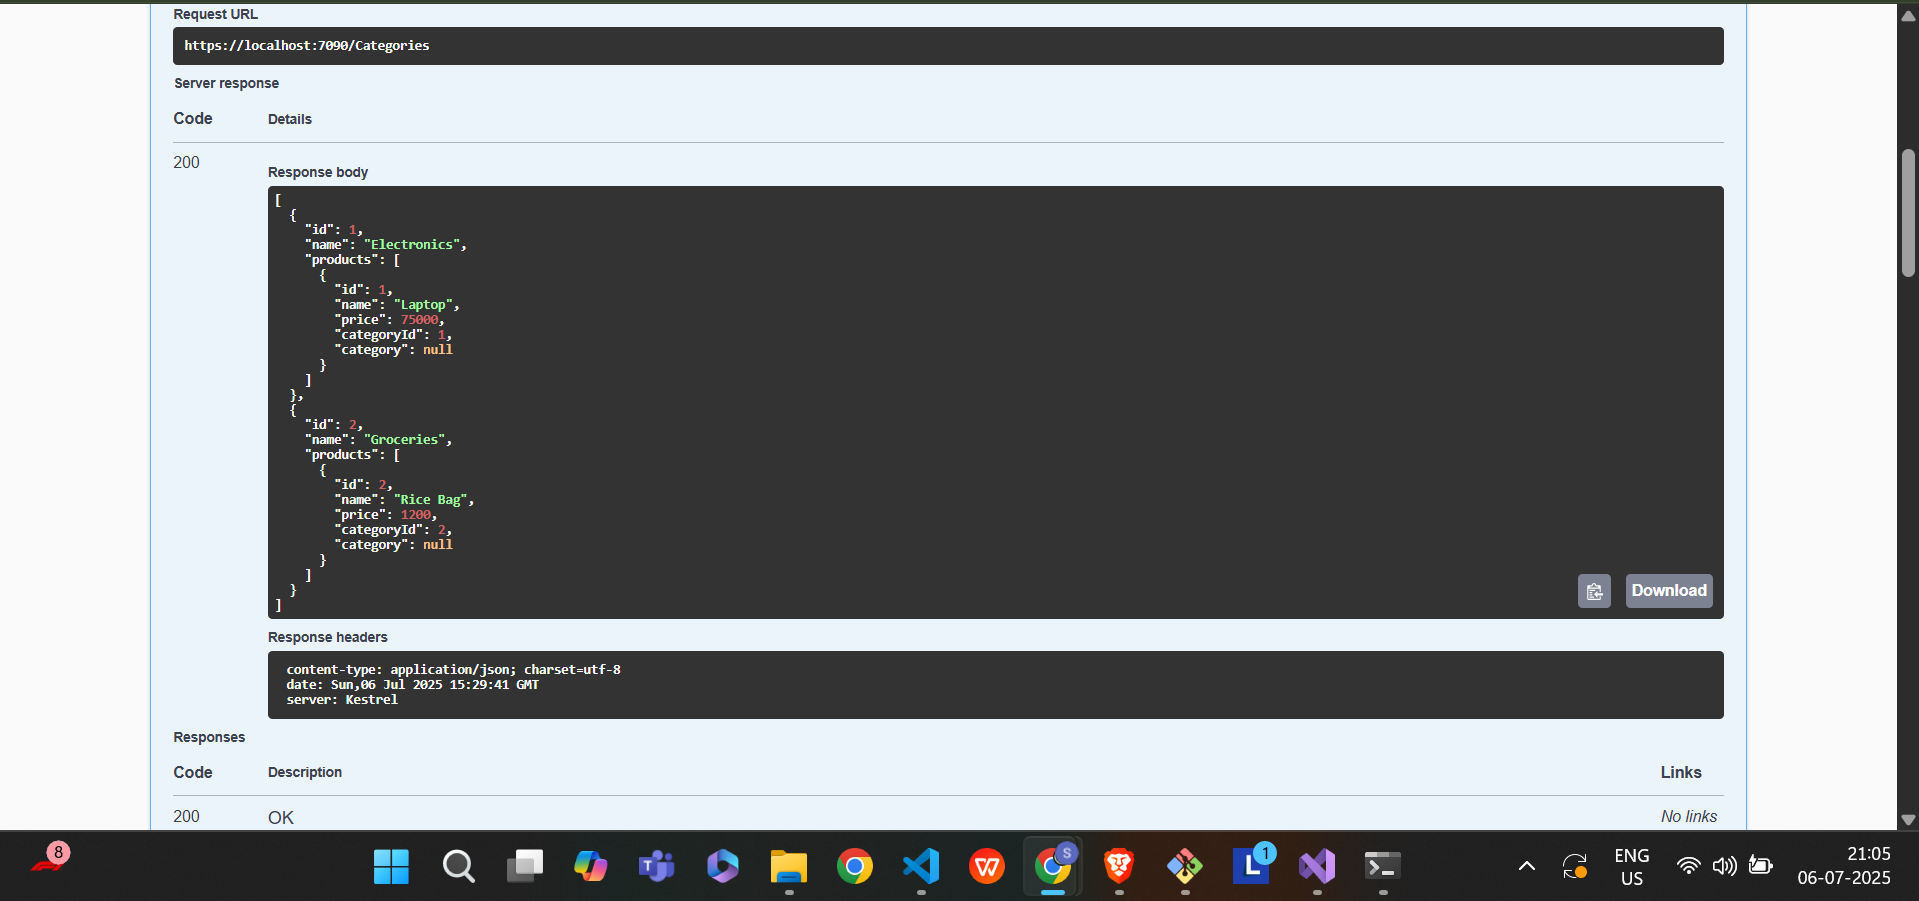 Request URL
https://localhost:7090/Categories
Server response
Code Details
200
Response body
[
  {
    "id": 1,
    "name": "Electronics",
    "products": [
      {
        "id": 1,
        "name": "Laptop",
        "price": 75000,
        "categoryId": 1,
        "category": null
      }
    ]
  },
  {
    "id": 2,
    "name": "Groceries",
    "products": [
      {
        "id": 2,
        "name": "Rice Bag",
        "price": 1200,
        "categoryId": 2,
        "category": null
      }
    ]
  }
]
Download
Response headers
content-type: application/json; charset=utf-8
date: Sun,06 Jul 2025 15:29:41 GMT
server: Kestrel
Responses
Code Description Links
200 OK No links
8
T
W
S
L
1
ENG
US
21:05
06-07-2025